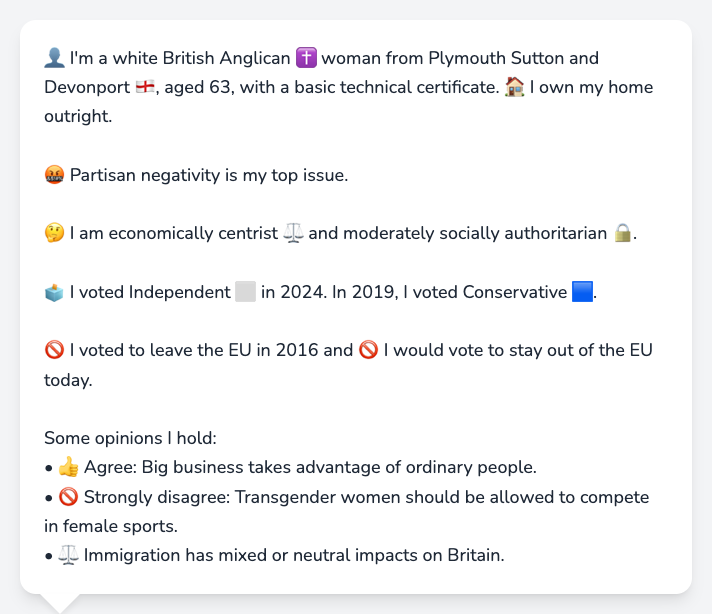 👤 I'm a white British Anglican ✝️ woman from Plymouth Sutton and
Devonport 🏴󠁧󠁢󠁥󠁮󠁧󠁿, aged 63, with a basic technical certificate. 🏠 I own my home
outright.
🤬 Partisan negativity is my top issue.
🤔 I am economically centrist ⚖️ and moderately socially authoritarian 🔒.
🗳️ I voted Independent ⬜ in 2024. In 2019, I voted Conservative 🟦.
🚫 I voted to leave the EU in 2016 and 🚫 I would vote to stay out of the EU
today.
Some opinions I hold:
• 👍 Agree: Big business takes advantage of ordinary people.
• 🚫 Strongly disagree: Transgender women should be allowed to compete
in female sports.
• ⚖️ Immigration has mixed or neutral impacts on Britain.